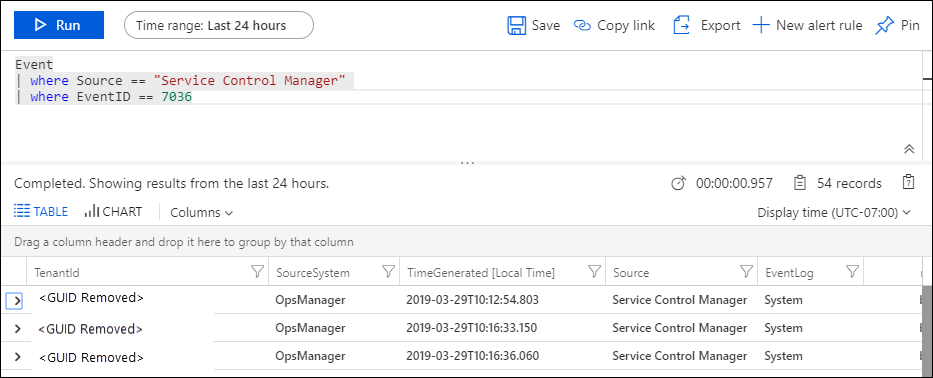 Run Time range: Last 24 hours Save Copy link Export New alert rule Pin
Event
| where Source == "Service Control Manager"
| where EventID == 7036
Completed. Showing results from the last 24 hours. 00:00:00.957 54 records
TABLE CHART Columns Display time (UTC-07:00)
Drag a column header and drop it here to group by that column
TenantId SourceSystem TimeGenerated [Local Time] Source EventLog
<GUID Removed> OpsManager 2019-03-29T10:12:54.803 Service Control Manager System
<GUID Removed> OpsManager 2019-03-29T10:16:33.150 Service Control Manager System
<GUID Removed> OpsManager 2019-03-29T10:16:36.060 Service Control Manager System